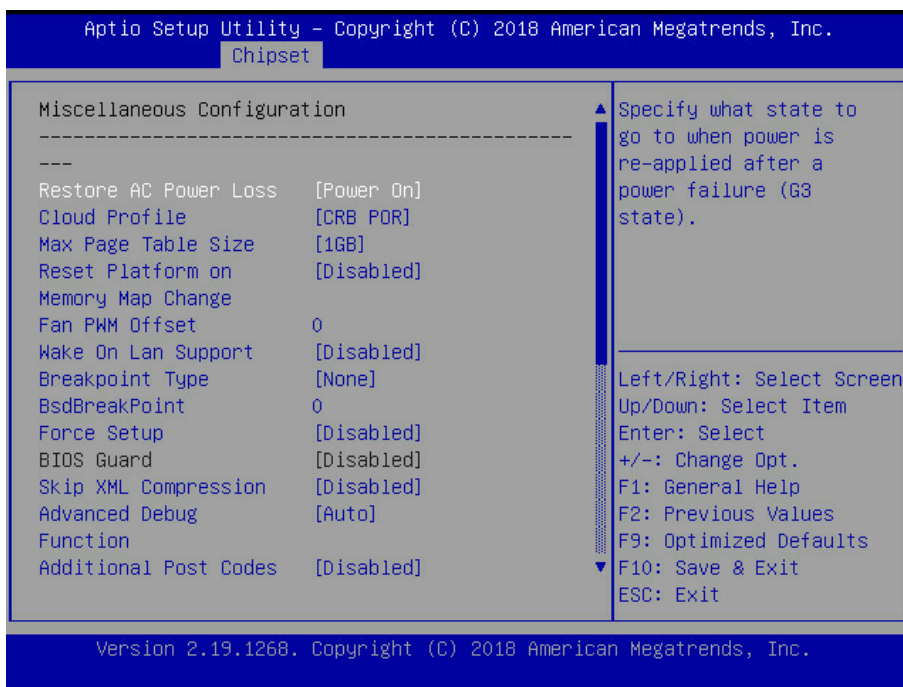 Aptio Setup Utility – Copyright (C) 2018 American Megatrends, Inc.
Chipset
Miscellaneous Configuration
-----------------------------------------------
---
Restore AC Power Loss [Power On]
Cloud Profile [CRB POR]
Max Page Table Size [1GB]
Reset Platform on [Disabled]
Memory Map Change
Fan PWM Offset 0
Wake On Lan Support [Disabled]
Breakpoint Type [None]
BsdBreakPoint 0
Force Setup [Disabled]
BIOS Guard [Disabled]
Skip XML Compression [Disabled]
Advanced Debug [Auto]
Function
Additional Post Codes [Disabled]
Specify what state to
go to when power is
re-applied after a
power failure (G3
state).
Left/Right: Select Screen
Up/Down: Select Item
Enter: Select
+/-: Change Opt.
F1: General Help
F2: Previous Values
F9: Optimized Defaults
F10: Save & Exit
ESC: Exit
Version 2.19.1268. Copyright (C) 2018 American Megatrends, Inc.